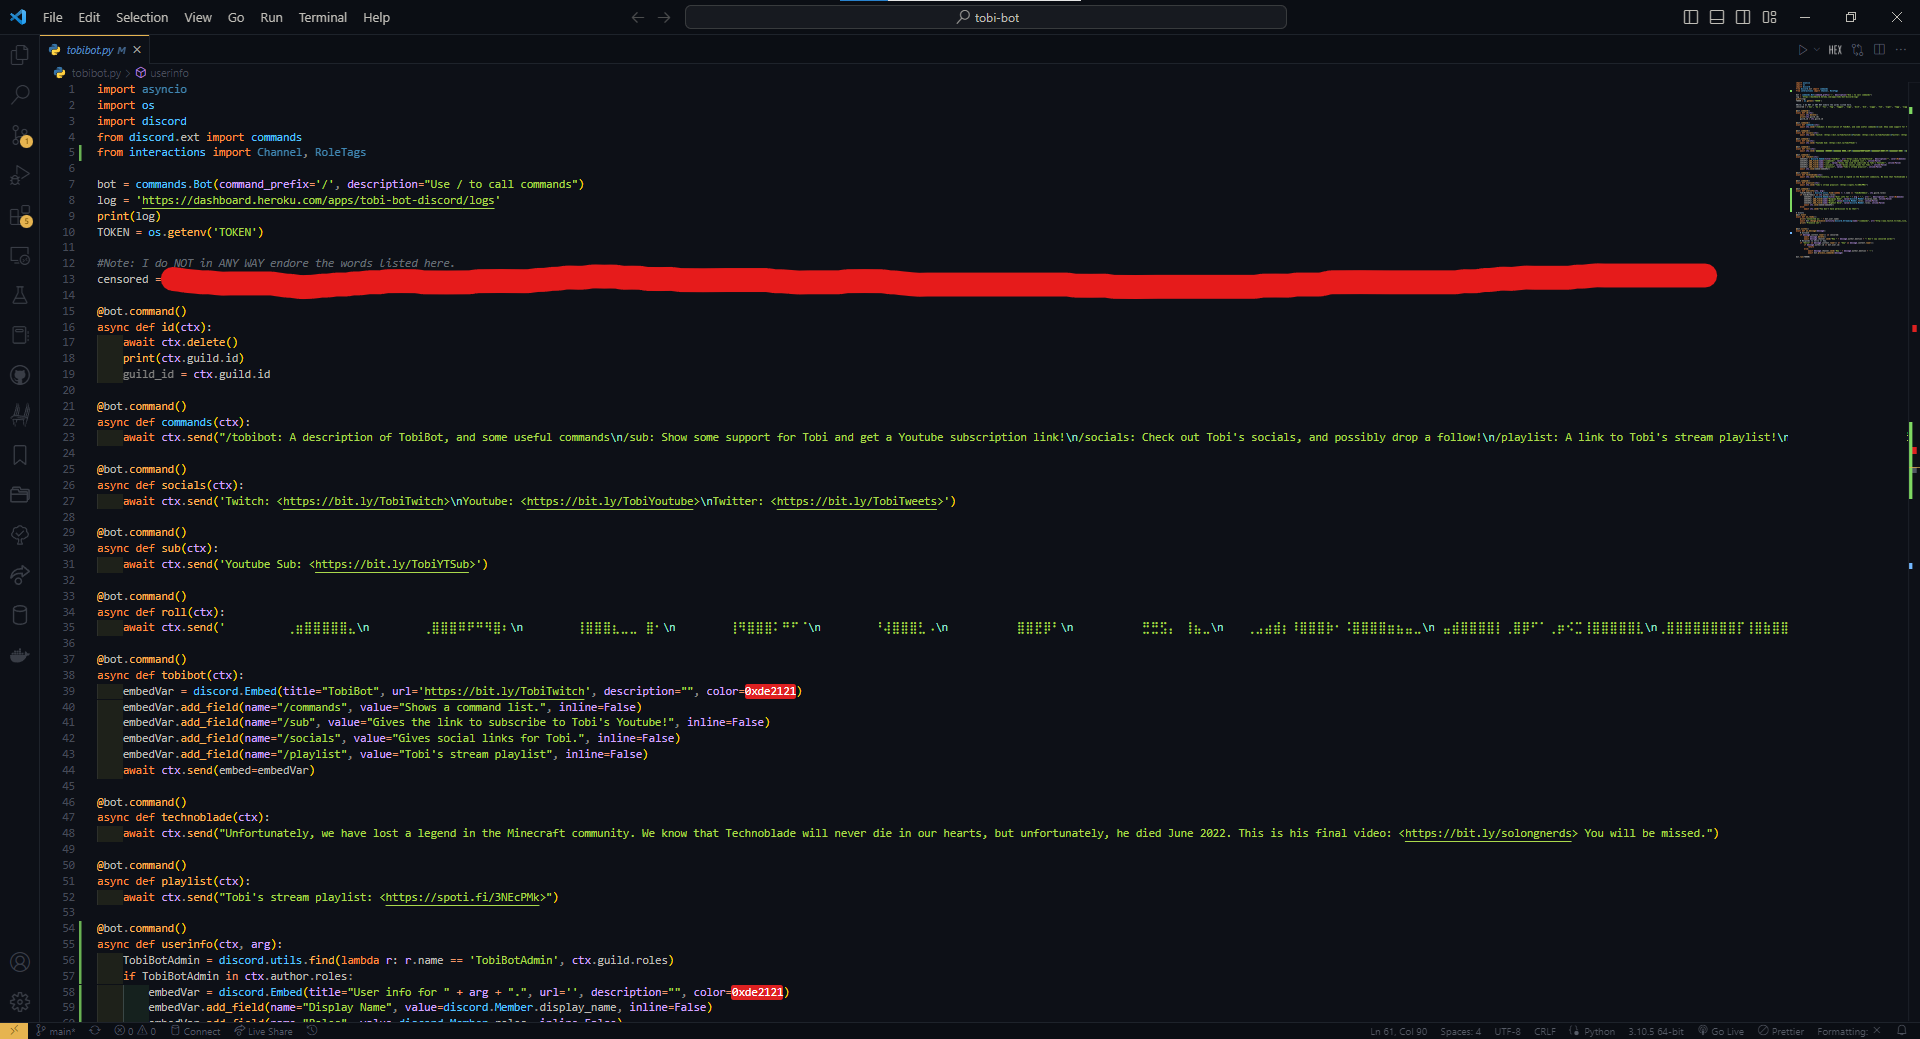 File Edit Selection View Go Run Terminal Help
tobi-bot
tobibot.py M
HEX
tobibot.py > userinfo
1 import asyncio
2 import os
3 import discord
4 from discord.ext import commands
5 from interactions import Channel, RoleTags
6
7 bot = commands.Bot(command_prefix='/', description="Use / to call commands")
8 log = 'https://dashboard.heroku.com/apps/tobi-bot-discord/logs'
9 print(log)
10 TOKEN = os.getenv('TOKEN')
11
12 #Note: I do NOT in ANY WAY endore the words listed here.
13 censored =
14
15 @bot.command()
16 async def id(ctx):
17 await ctx.delete()
18 print(ctx.guild.id)
19 guild_id = ctx.guild.id
20
21 @bot.command()
22 async def commands(ctx):
23 await ctx.send("/tobibot: A description of TobiBot, and some useful commands\n/sub: Show some support for Tobi and get a Youtube subscription link!\n/socials: Check out Tobi's socials, and possibly drop a follow!\n/playlist: A link to Tobi's stream playlist!\n
24
25 @bot.command()
26 async def socials(ctx):
27 await ctx.send('Twitch: <https://bit.ly/TobiTwitch>\nYoutube: <https://bit.ly/TobiYoutube>\nTwitter: <https://bit.ly/TobiTweets>')
28
29 @bot.command()
30 async def sub(ctx):
31 await ctx.send('Youtube Sub: <https://bit.ly/TobiYTSub>')
32
33 @bot.command()
34 async def roll(ctx):
35 await ctx.send('
36
37 @bot.command()
38 async def tobibot(ctx):
39 embedVar = discord.Embed(title="TobiBot", url='https://bit.ly/TobiTwitch', description="", color=0xde2121)
40 embedVar.add_field(name="/commands", value="Shows a command list.", inline=False)
41 embedVar.add_field(name="/sub", value="Gives the link to subscribe to Tobi's Youtube!", inline=False)
42 embedVar.add_field(name="/socials", value="Gives social links for Tobi.", inline=False)
43 embedVar.add_field(name="/playlist", value="Tobi's stream playlist", inline=False)
44 await ctx.send(embed=embedVar)
45
46 @bot.command()
47 async def technoblade(ctx):
48 await ctx.send("Unfortunately, we have lost a legend in the Minecraft community. We know that Technoblade will never die in our hearts, but unfortunately, he died June 2022. This is his final video: <https://bit.ly/solongnerds> You will be missed.")
49
50 @bot.command()
51 async def playlist(ctx):
52 await ctx.send("Tobi's stream playlist: <https://spoti.fi/3NEcPMk>")
53
54 @bot.command()
55 async def userinfo(ctx, arg):
56 TobiBotAdmin = discord.utils.find(lambda r: r.name == 'TobiBotAdmin', ctx.guild.roles)
57 if TobiBotAdmin in ctx.author.roles:
58 embedVar = discord.Embed(title="User info for " + arg + ".", url='', description="", color=0xde2121)
59 embedVar.add_field(name="Display Name", value=discord.Member.display_name, inline=False)
main* 0 0 Connect Live Share Ln 61, Col 90 Spaces: 4 UTF-8 CRLF Python 3.10.5 64-bit Go Live Prettier Formatting: ×